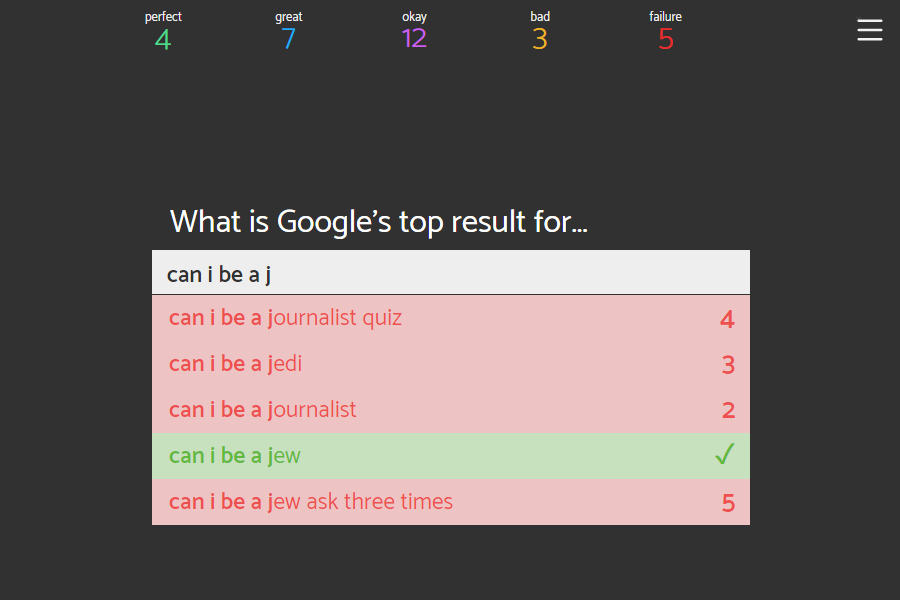 perfect great okay bad failure
4 7 12 3 5
What is Google's top result for...
can i be a j
can i be a journalist quiz 4
can i be a jedi 3
can i be a journalist 2
can i be a jew ✓
can i be a jew ask three times 5